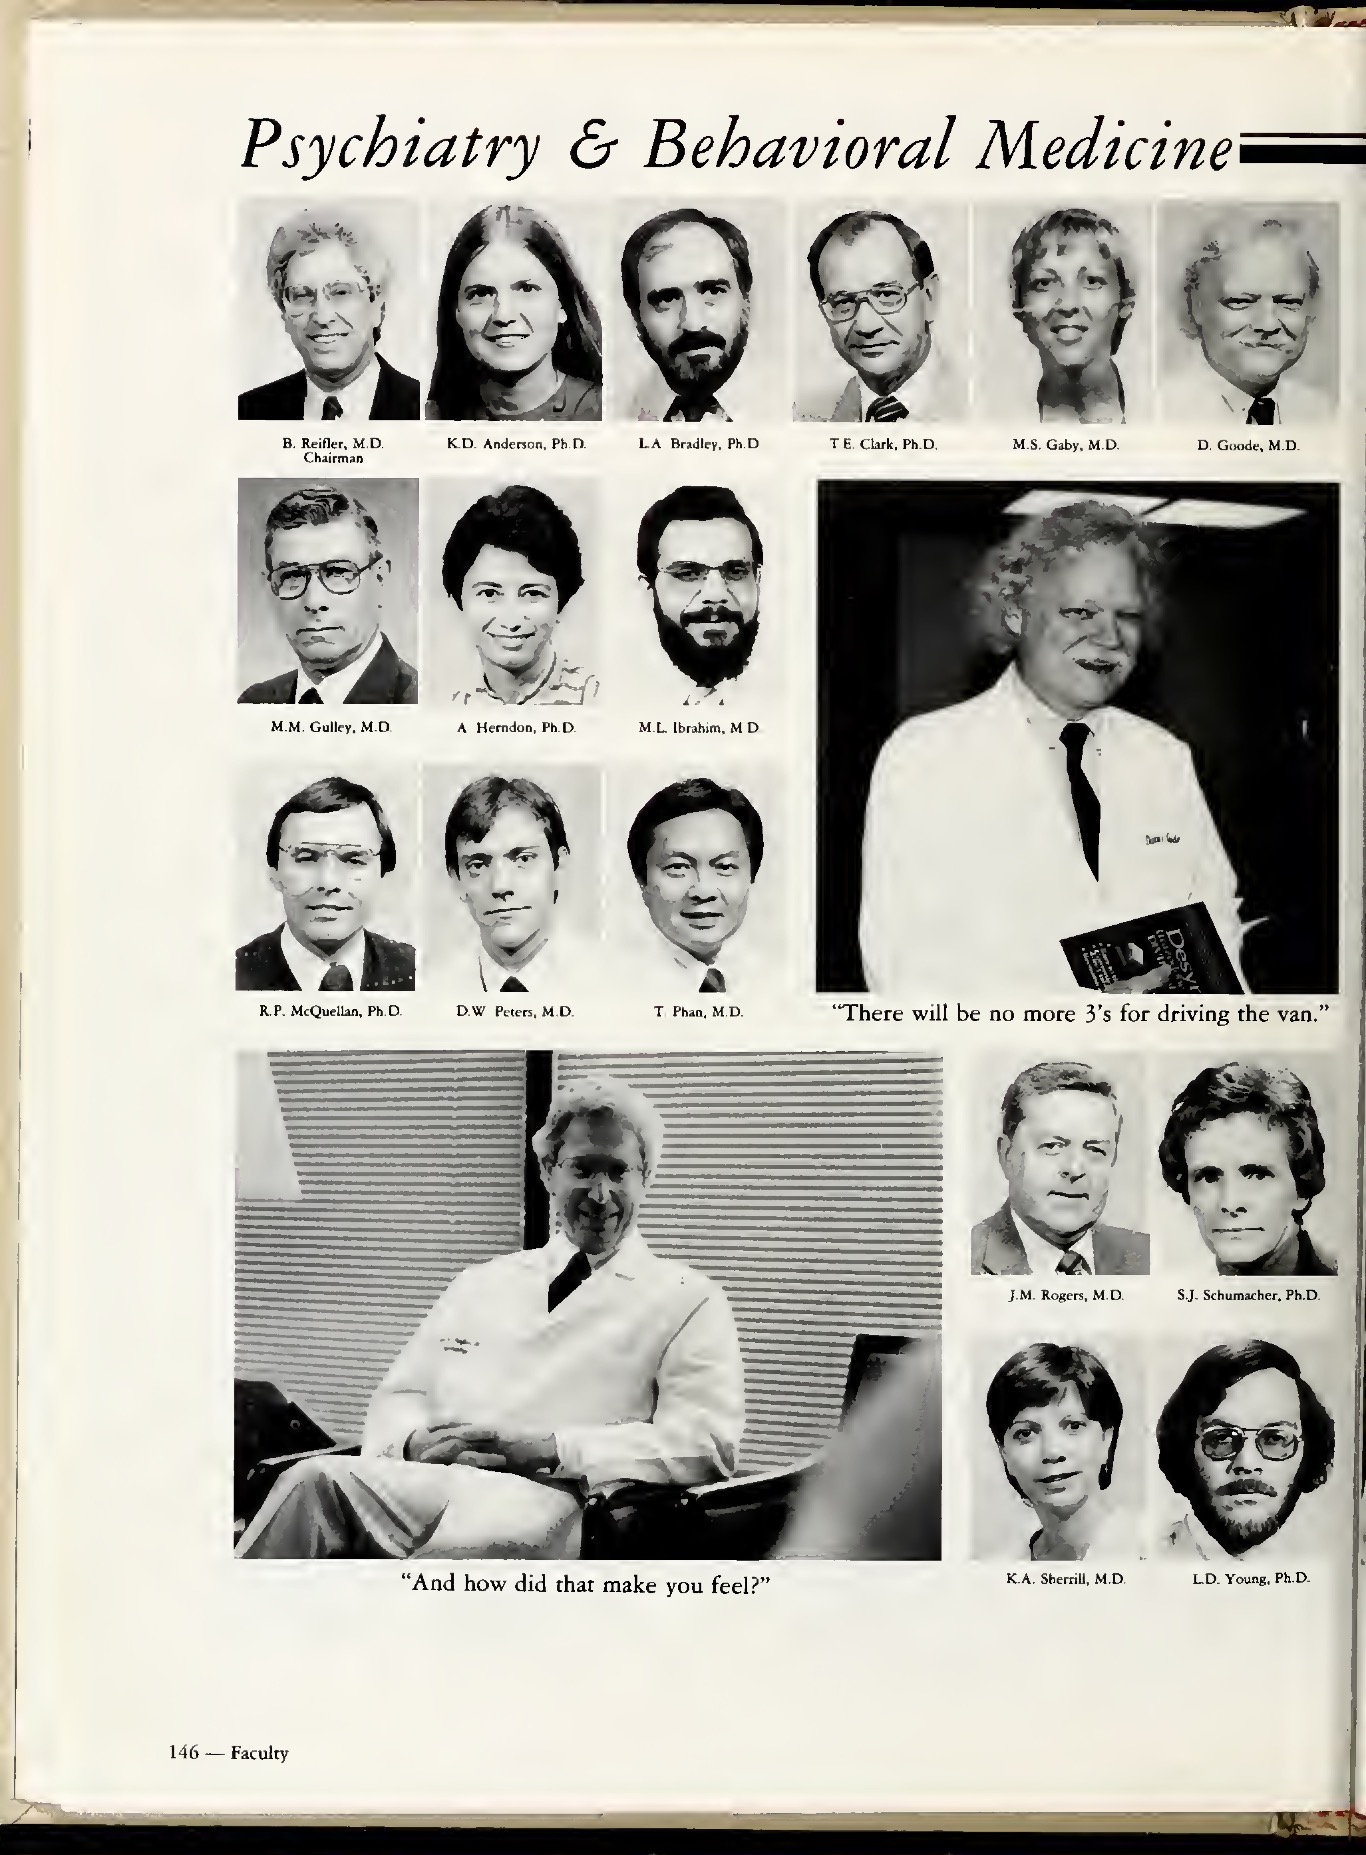 Psychiatry & Behavioral Medicine
B. Reifler, M.D.
Chairman
K.D. Anderson, Ph.D.
L.A Bradley, Ph.D
T.E. Clark, Ph.D.
M.S. Gaby, M.D.
D. Goode, M.D.
M.M. Gulley, M.D.
A Herndon, Ph.D.
M.L. Ibrahim, M D
R.P. McQuellan, Ph.D.
D.W Peters, M.D.
T. Phan, M.D.
Desyr
"There will be no more 3's for driving the van."
J.M. Rogers, M.D.
S.J. Schumacher, Ph.D.
"And how did that make you feel?"
K.A. Sherrill, M.D.
L.D. Young, Ph.D.
146 — Faculty